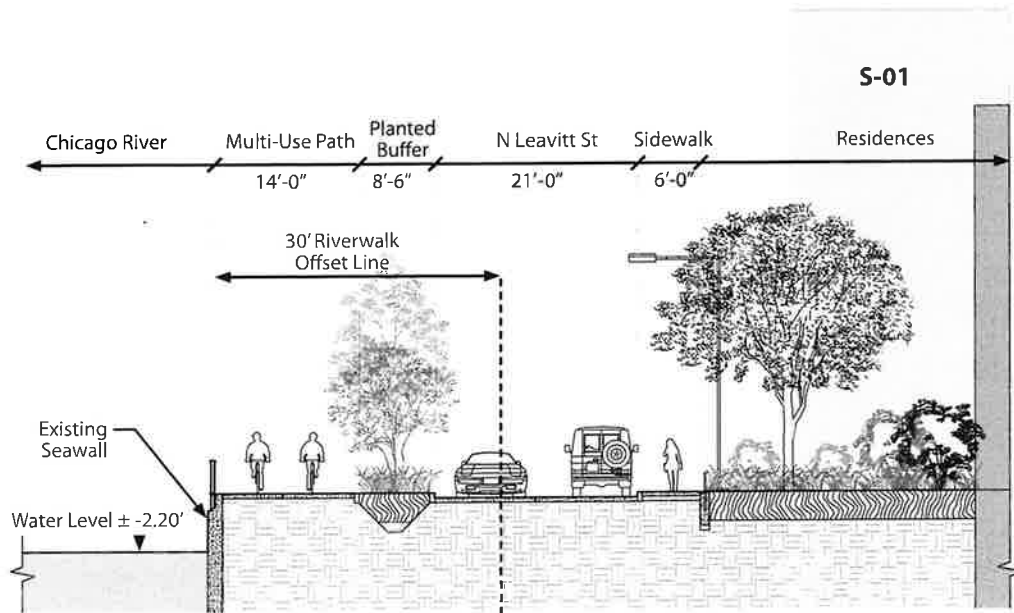 S-01
Chicago River
Multi-Use Path
Planted
Buffer
N Leavitt St
Sidewalk
Residences
14'-0"
8'-6"
21'-0"
6'-0"
30' Riverwalk
Offset Line
Existing
Seawall
Water Level ± -2.20'